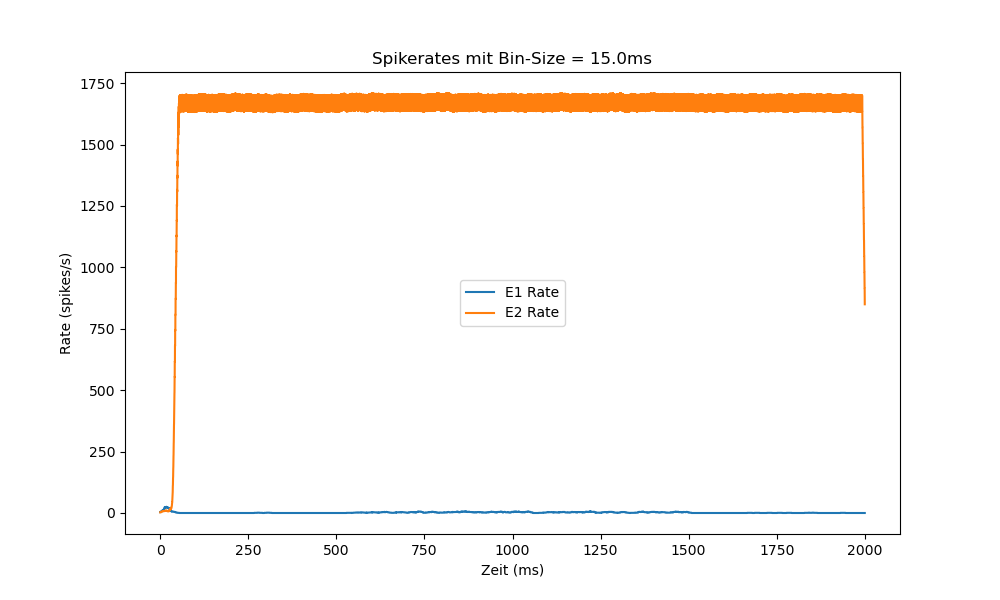 Spikerates mit Bin-Size = 15.0ms
Rate (spikes/s)
1750
1500
1250
1000
750
500
250
0
E1 Rate
E2 Rate
0 250 500 750 1000 1250 1500 1750 2000
Zeit (ms)